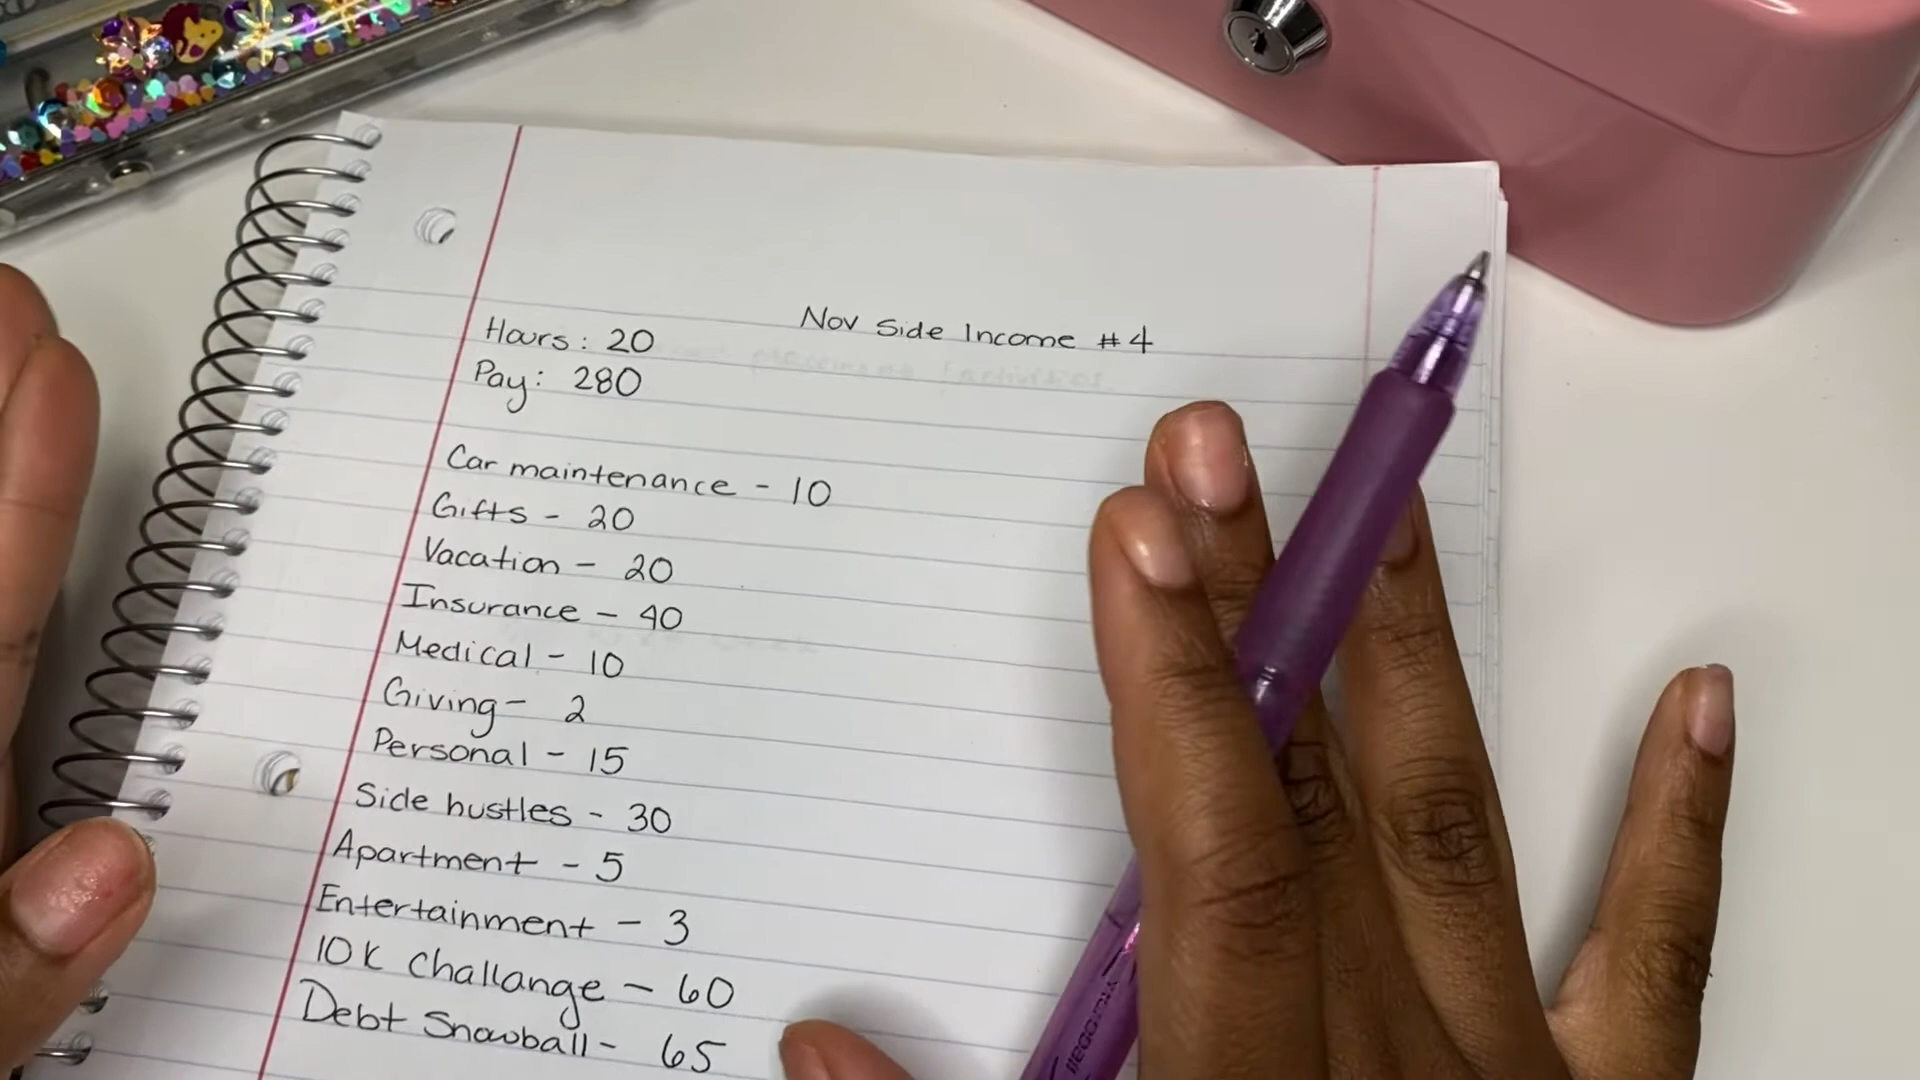 Nov Side Income #4
Hours: 20
Pay: 280
Car maintenance - 10
Gifts - 20
Vacation - 20
Insurance - 40
Medical - 10
Giving - 2
Personal - 15
Side hustles - 30
Apartment - 5
Entertainment - 3
10K Challange - 60
Debt Snowball - 65